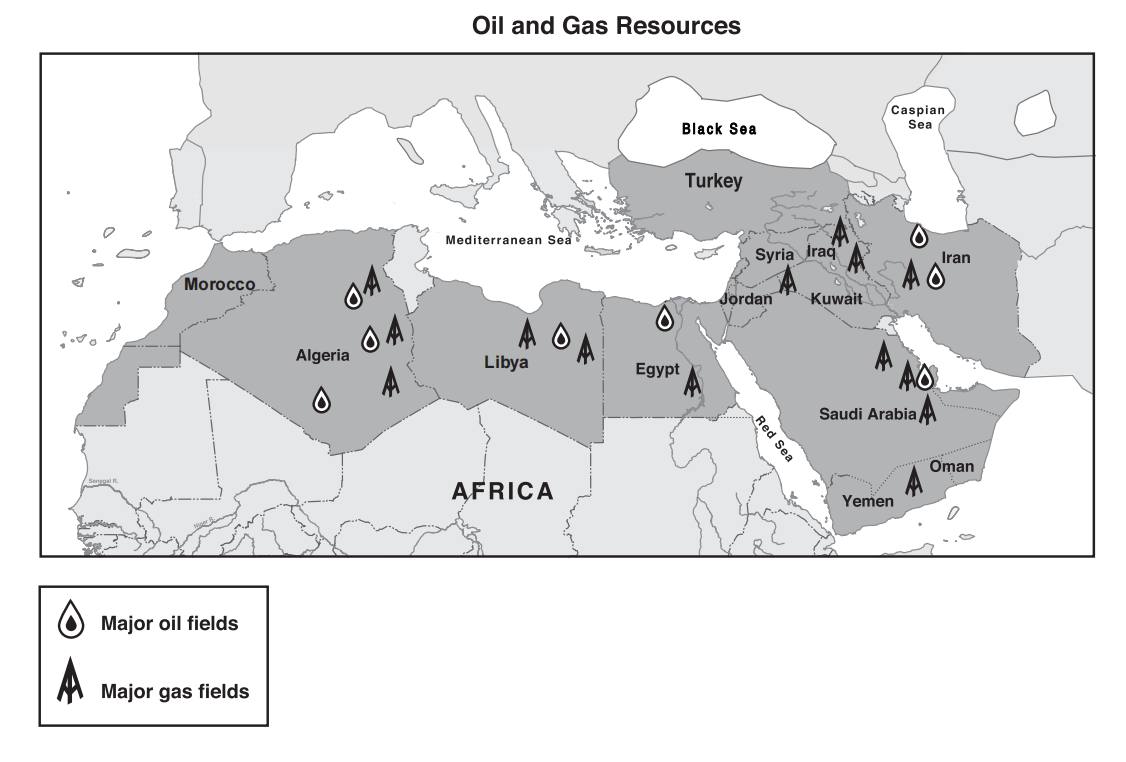 Oil and Gas Resources
Caspian
Sea
Black Sea
Turkey
Mediterranean Sea
Syria
Iraq
Iran
Morocco
Jordan
Kuwait
Algeria
Libya
Egypt
Saudi Arabia
Red Sea
Oman
Yemen
AFRICA
Senegal R.
Niger R.
Major oil fields
Major gas fields